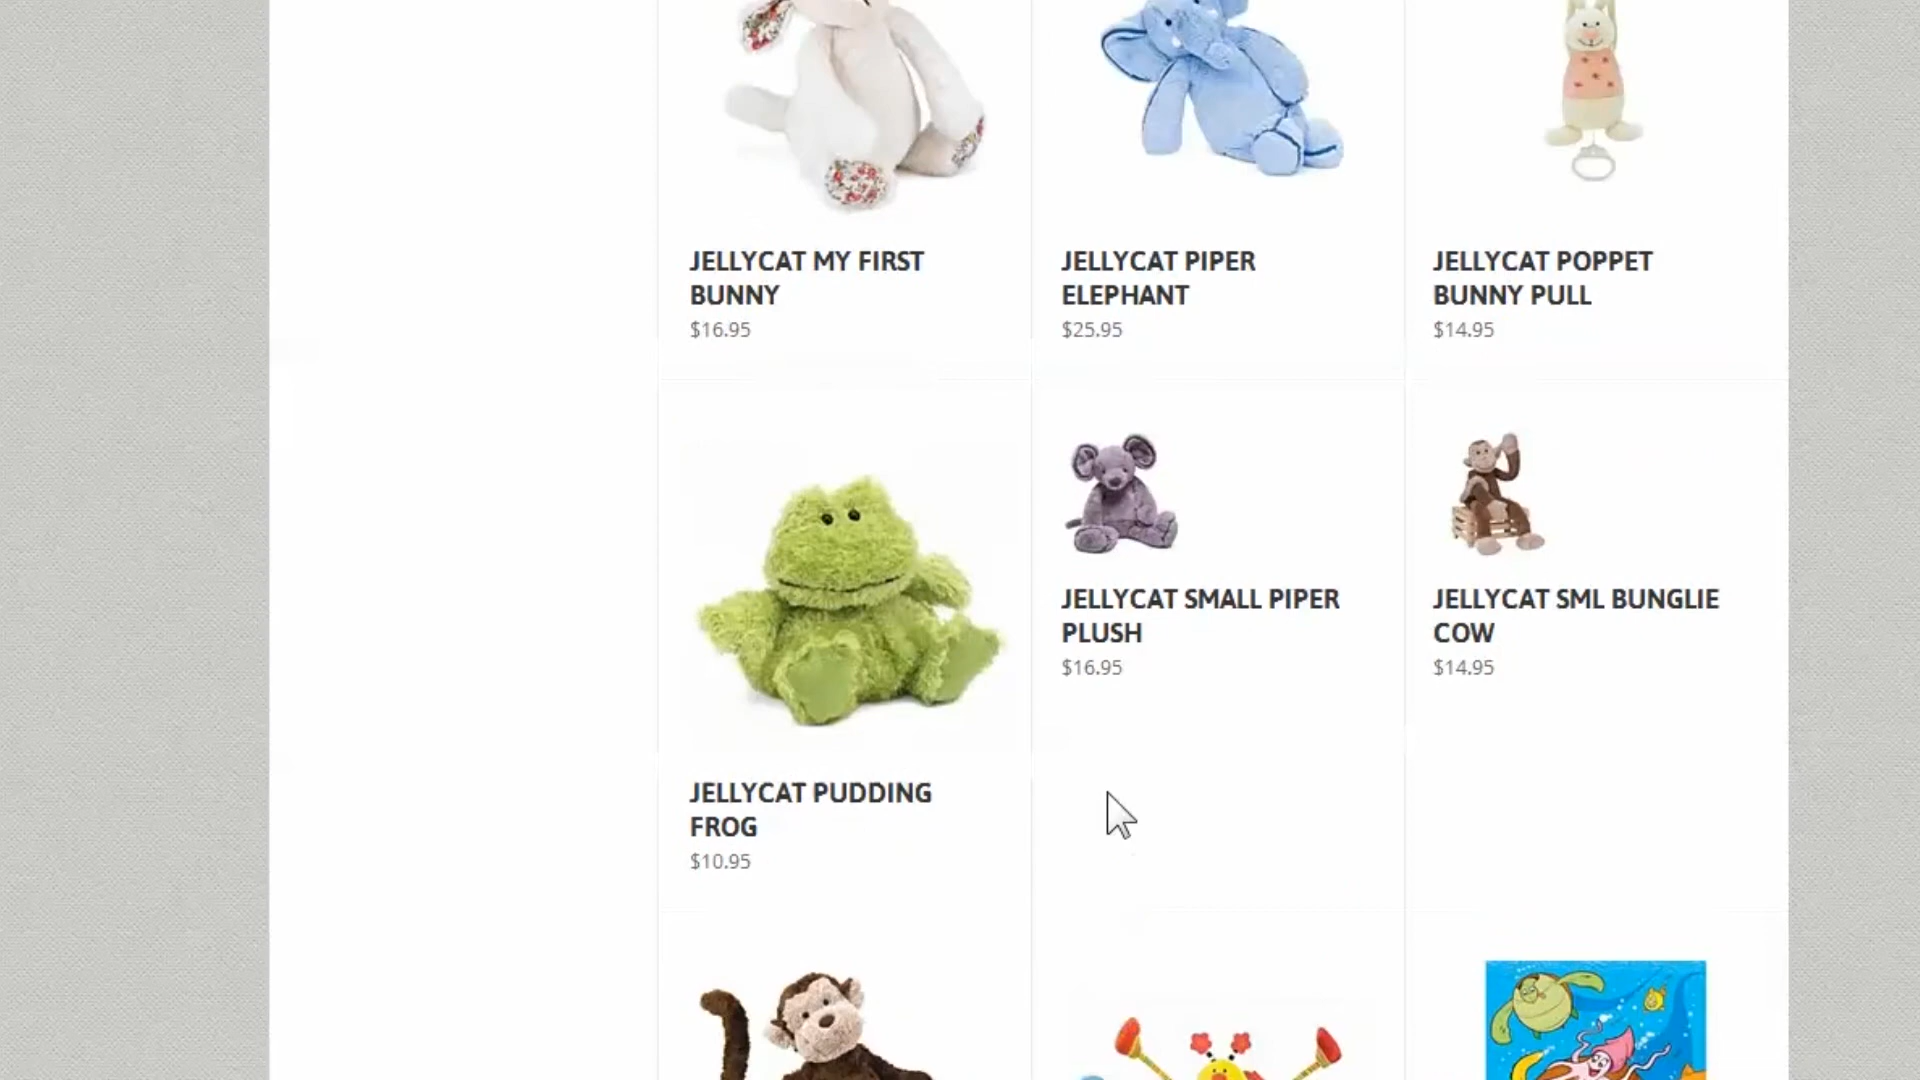 JELLYCAT MY FIRST
BUNNY
$16.95
JELLYCAT PIPER
ELEPHANT
$25.95
JELLYCAT POPPET
BUNNY PULL
$14.95
JELLYCAT PUDDING
FROG
$10.95
JELLYCAT SMALL PIPER
PLUSH
$16.95
JELLYCAT SML BUNGLIE
COW
$14.95